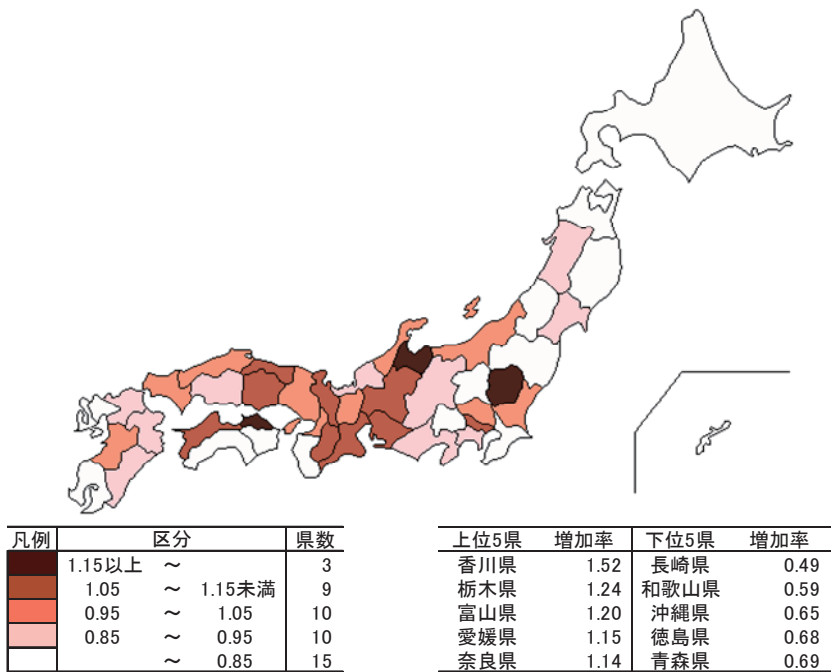 凡例 区分 県数
1.15以上 ～ 3
1.05 ～ 1.15未満 9
0.95 ～ 1.05 10
0.85 ～ 0.95 10
～ 0.85 15
上位5県 増加率 下位5県 増加率
香川県 1.52 長崎県 0.49
栃木県 1.24 和歌山県 0.59
富山県 1.20 沖縄県 0.65
愛媛県 1.15 徳島県 0.68
奈良県 1.14 青森県 0.69